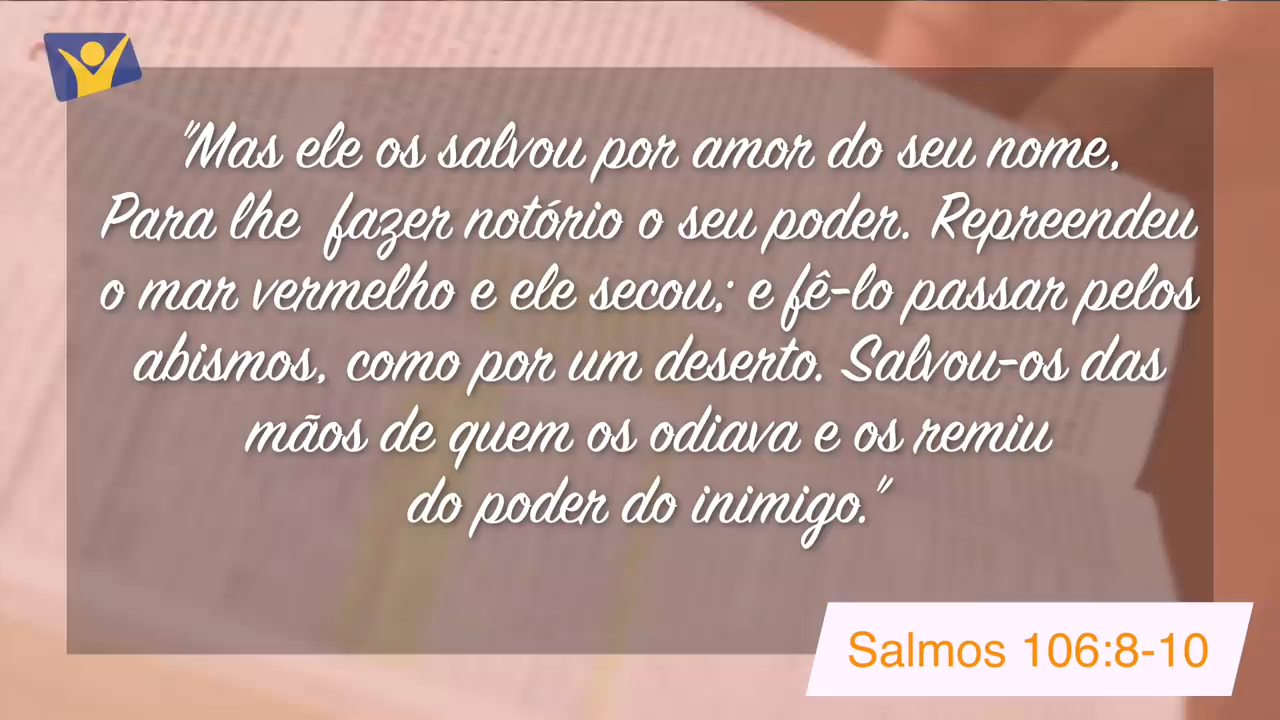 "Mas ele os salvou por amor do seu nome,
Para lhe fazer notório o seu poder. Repreendeu
o mar vermelho e ele secou; e fê-lo passar pelos
abismos, como por um deserto. Salvou-os das
mãos de quem os odiava e os remiu
do poder do inimigo."
Salmos 106:8-10